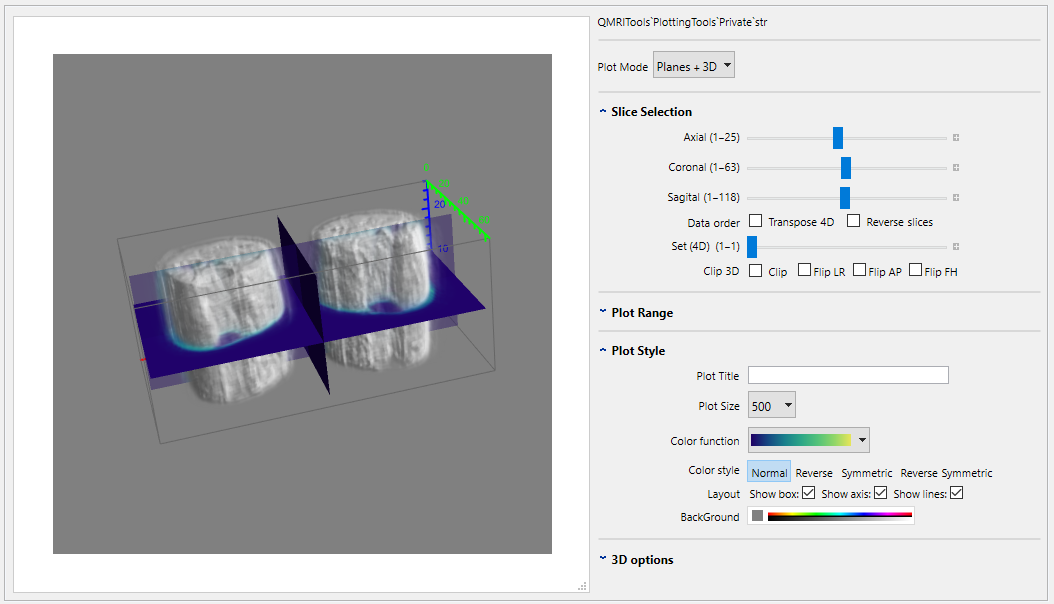 QMRITools`PlottingTools`Private`str
Plot Mode Planes + 3D
Slice Selection
Axial (1–25)
Coronal (1–63)
Sagital (1–118)
Data order Transpose 4D Reverse slices
Set (4D) (1–1)
Clip 3D Clip Flip LR Flip AP Flip FH
Plot Range
Plot Style
Plot Title
Plot Size 500
Color function
Color style Normal Reverse Symmetric Reverse Symmetric
Layout Show box: Show axis: Show lines:
BackGround
3D options
0
20
40
60
20
10